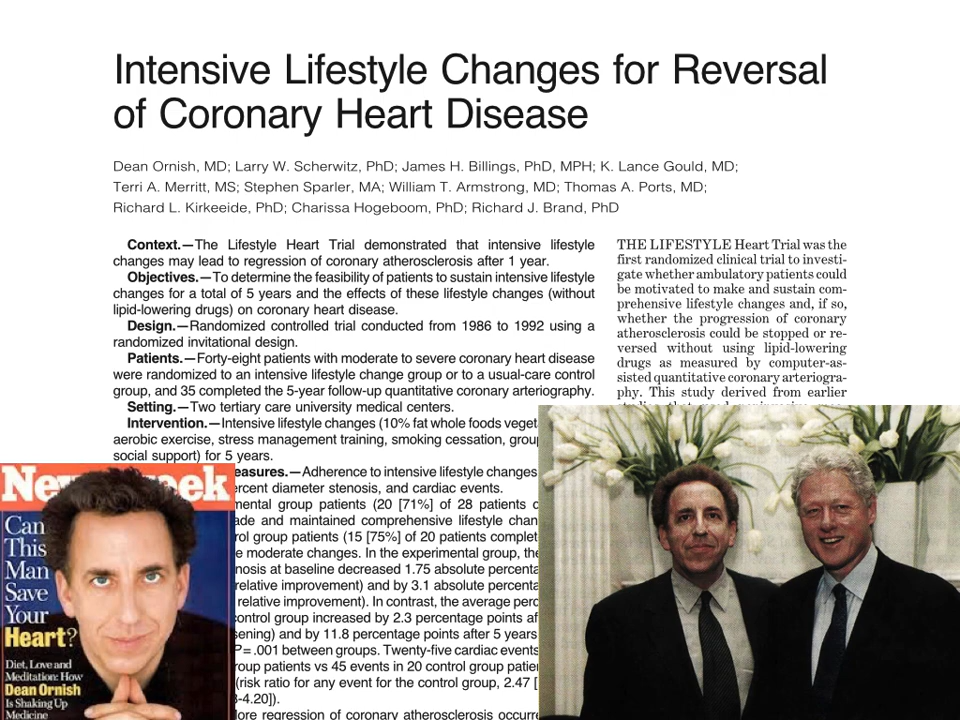 Intensive Lifestyle Changes for Reversal
of Coronary Heart Disease
Dean Ornish, MD; Larry W. Scherwitz, PhD; James H. Billings, PhD, MPH; K. Lance Gould, MD;
Terri A. Merritt, MS; Stephen Sparler, MA; William T. Armstrong, MD; Thomas A. Ports, MD;
Richard L. Kirkeeide, PhD; Charissa Hogeboom, PhD; Richard J. Brand, PhD
Context.—The Lifestyle Heart Trial demonstrated that intensive lifestyle
changes may lead to regression of coronary atherosclerosis after 1 year.
Objectives.—To determine the feasibility of patients to sustain intensive lifestyle
changes for a total of 5 years and the effects of these lifestyle changes (without
lipid-lowering drugs) on coronary heart disease.
Design.—Randomized controlled trial conducted from 1986 to 1992 using a
randomized invitational design.
Patients.—Forty-eight patients with moderate to severe coronary heart disease
were randomized to an intensive lifestyle change group or to a usual-care control
group, and 35 completed the 5-year follow-up quantitative coronary arteriography.
Setting.—Two tertiary care university medical centers.
Intervention.—Intensive lifestyle changes (10% fat whole foods veget
aerobic exercise, stress management training, smoking cessation, group
social support) for 5 years.
easures.—Adherence to intensive lifestyle changes
ercent diameter stenosis, and cardiac events.
mental group patients (20 [71%] of 28 patients
ade and maintained comprehensive lifestyle chan
rol group patients (15 [75%] of 20 patients complet
e moderate changes. In the experimental group, the
nosis at baseline decreased 1.75 absolute percenta
relative improvement) and by 3.1 absolute percenta
relative improvement). In contrast, the average perc
control group increased by 2.3 percentage points af
sening) and by 11.8 percentage points after 5 years
P=.001 between groups. Twenty-five cardiac events
roup patients vs 45 events in 20 control group patie
(risk ratio for any event for the control group, 2.47 [
-4.20]).
ore regression of coronary atherosclerosis occurre
THE LIFESTYLE Heart Trial was the
first randomized clinical trial to investi-
gate whether ambulatory patients could
be motivated to make and sustain com-
prehensive lifestyle changes and, if so,
whether the progression of coronary
atherosclerosis could be stopped or re-
versed without using lipid-lowering
drugs as measured by computer-as-
sisted quantitative coronary arteriogra-
phy. This study derived from earlier
New eek
Can
This
Man
Save
Your
Heart?
Diet, Love and
Meditation: How
Dean Ornish
Is Shaking Up
Medicine